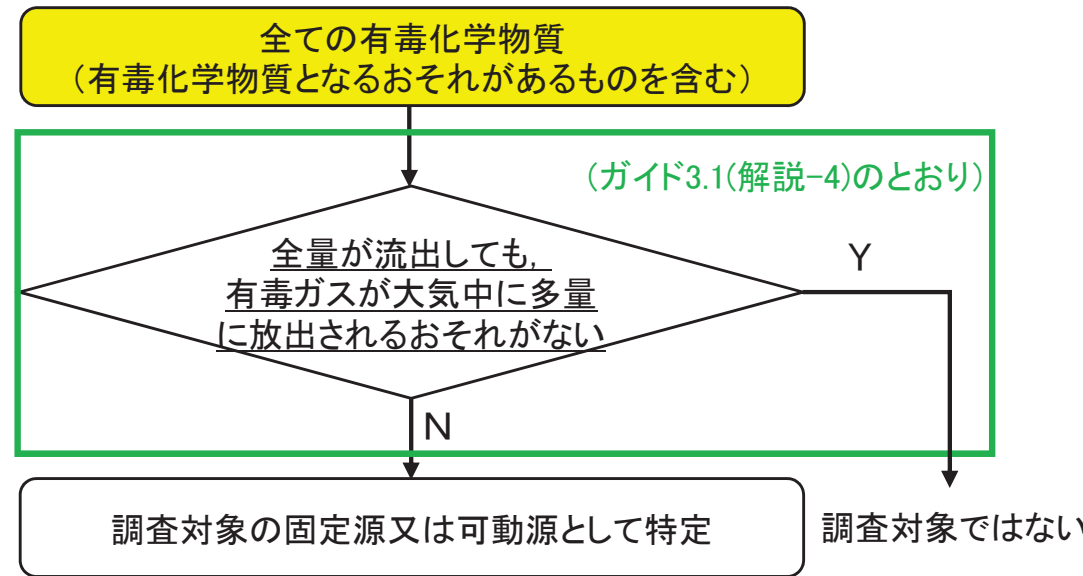 全ての有毒化学物質
（有毒化学物質となるおそれがあるものを含む）
（ガイド3.1(解説-4)のとおり）
全量が流出しても，
有毒ガスが大気中に多量
に放出されるおそれがない
Y
N
調査対象の固定源又は可動源として特定
調査対象ではない